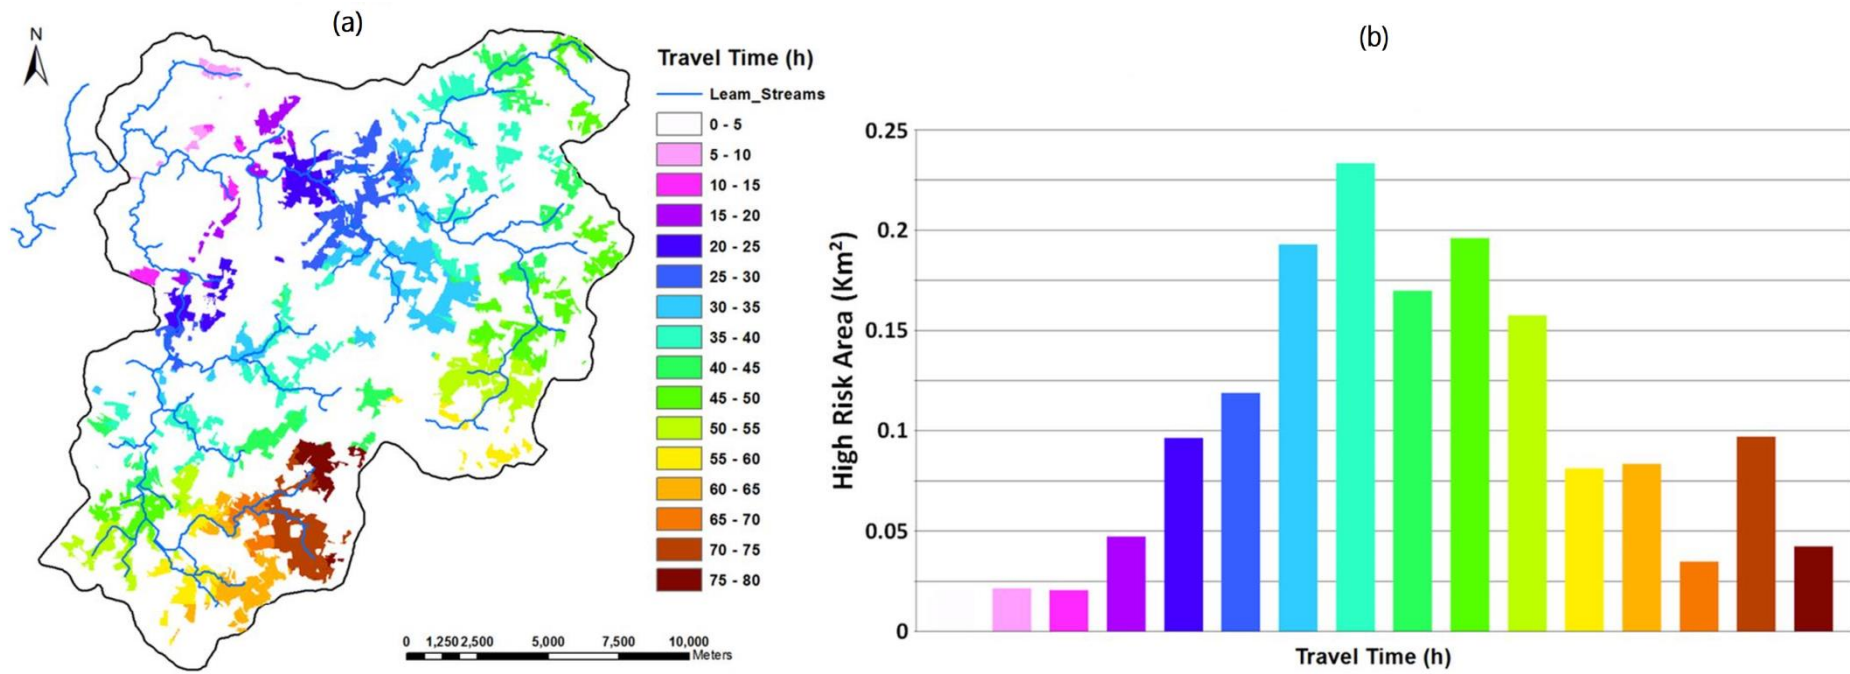 (a)
N
Travel Time (h)
Leam_Streams
0 - 5
5 - 10
10 - 15
15 - 20
20 - 25
25 - 30
30 - 35
35 - 40
40 - 45
45 - 50
50 - 55
55 - 60
60 - 65
65 - 70
70 - 75
75 - 80
0 1,250 2,500 5,000 7,500 10,000
Meters
(b)
High Risk Area (Km²)
0.25
0.2
0.15
0.1
0.05
0
Travel Time (h)